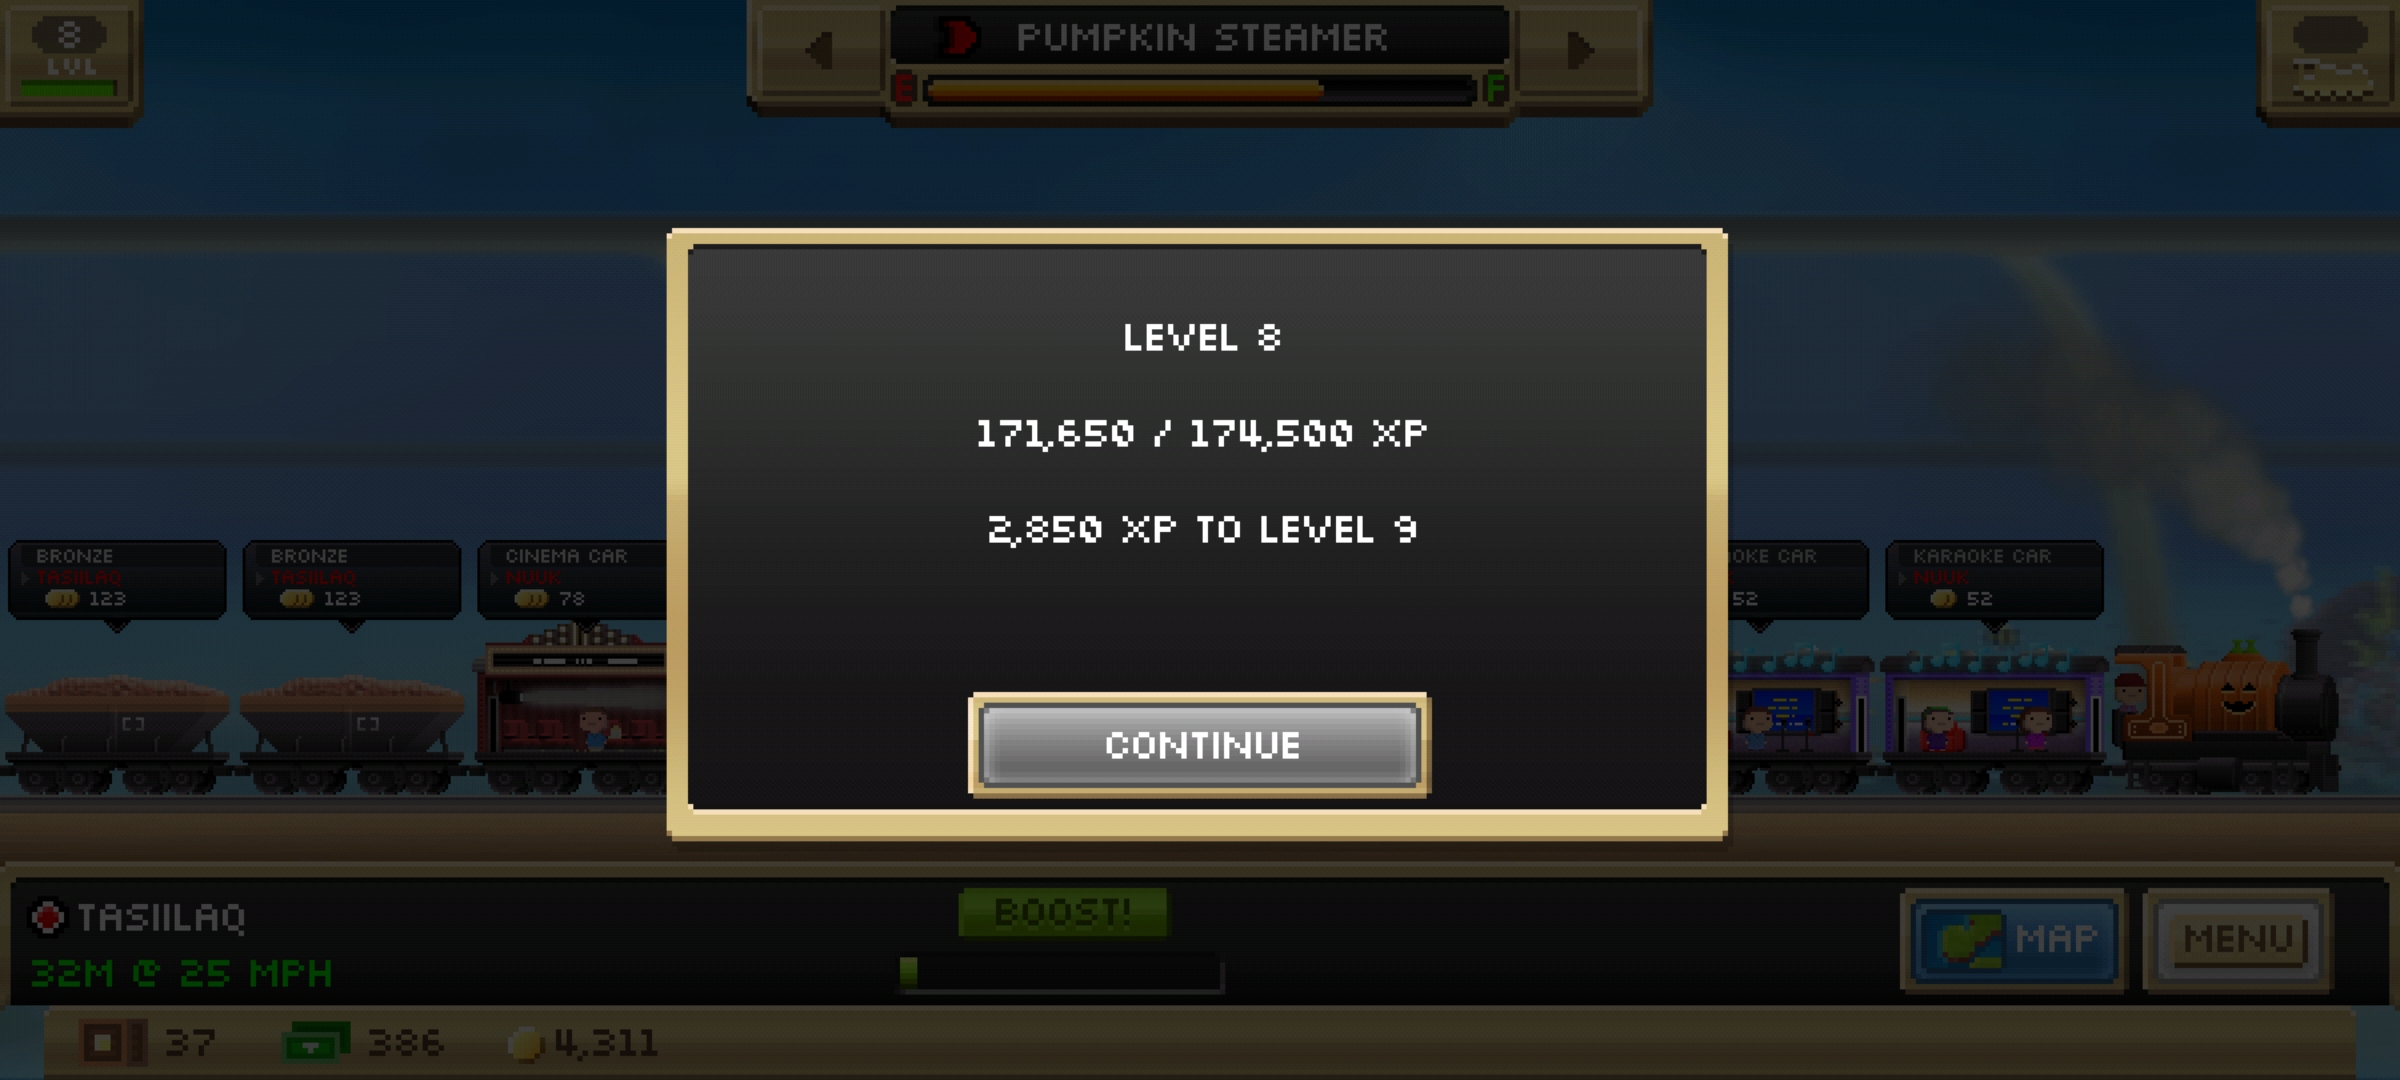 8
LVL
PUMPKIN STEAMER
E
F
LEVEL 8
171,650 / 174,500 XP
2,850 XP TO LEVEL 9
CONTINUE
BRONZE
TASIILAQ
123
BRONZE
TASIILAQ
123
CINEMA CAR
NUUK
78
OKE CAR
52
KARAOKE CAR
NUUK
52
TASIILAQ
32M @ 25 MPH
BOOST!
MAP
MENU
37
386
4,311